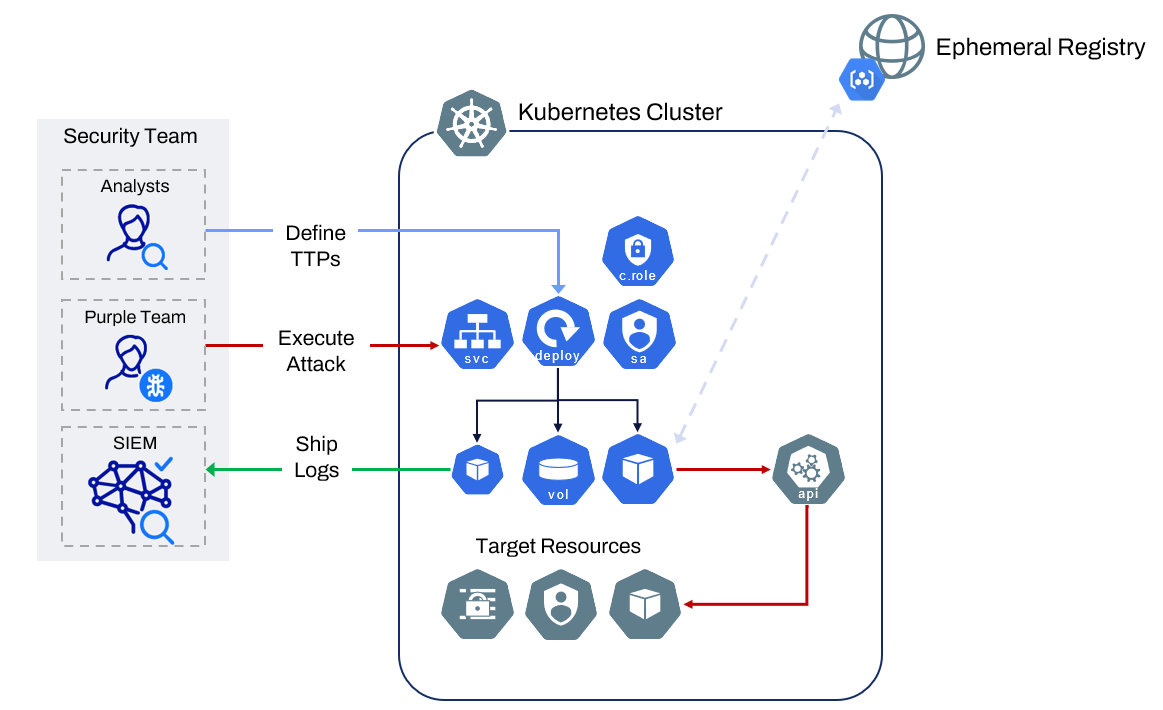 Ephemeral Registry
Kubernetes Cluster
Security Team
Analysts
Define
TTPs
c.role
Purple Team
Execute
Attack
svc
deploy
sa
SIEM
Ship
Logs
vol
api
Target Resources